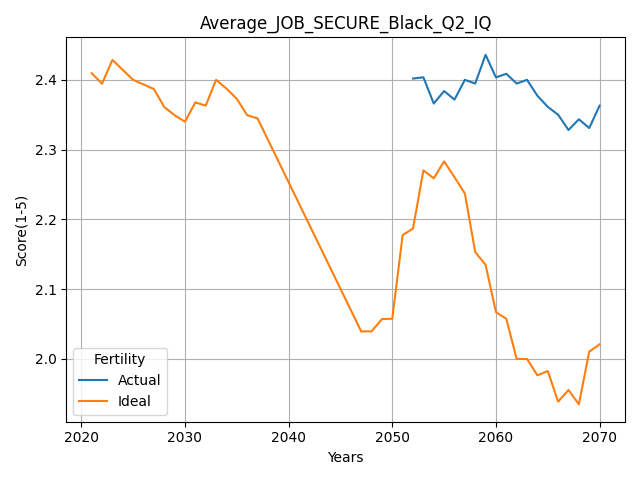 Average_JOB_SECURE_Black_Q2_IQ
Score(1-5)
2.4
2.3
2.2
2.1
2.0
Fertility
Actual
Ideal
2020 2030 2040 2050 2060 2070
Years